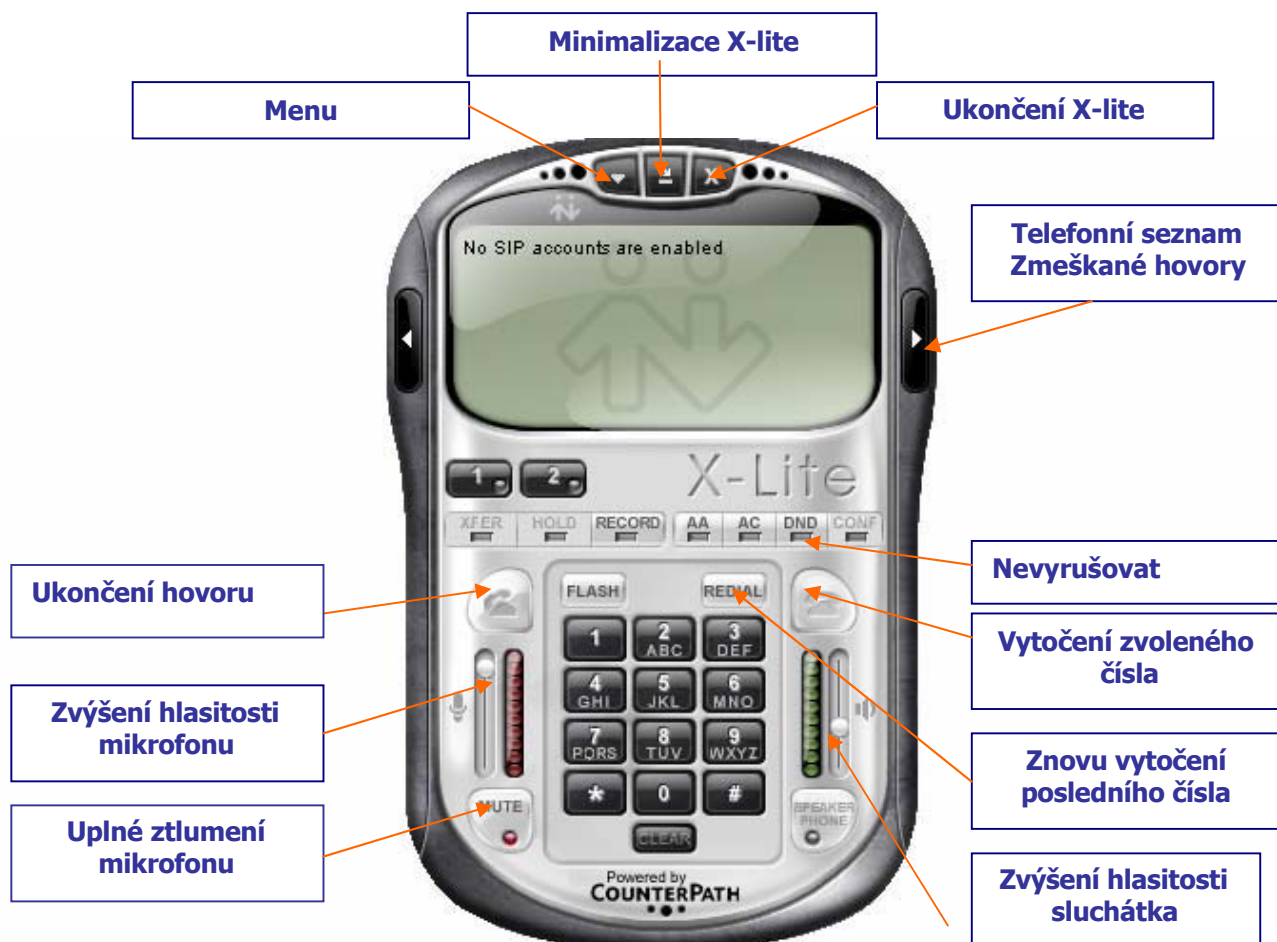 Minimalizace X-lite
Menu
Ukončení X-lite
No SIP accounts are enabled
Telefonní seznam
Zmeškané hovory
1 2
X-Lite
XFER HOLD RECORD AA AC DND CONF
Nevyrušovat
Ukončení hovoru
FLASH REDIAL
Vytočení zvoleného
čísla
1 2 3
ABC DEF
4 5 6
GHI JKL MNO
7 8 9
PQRS TUV WXYZ
* 0 #
Zvýšení hlasitosti
mikrofonu
Znovu vytočení
posledního čísla
MUTE
SPEAKER
PHONE
Uplné ztlumení
mikrofonu
CLEAR
Powered by
COUNTERPATH
Zvýšení hlasitosti
sluchátka